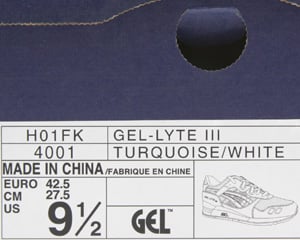 H01FK GEL-LYTE III
4001 TURQUOISE/WHITE
MADE IN CHINA/FABRIQUE EN CHINE
EURO 42.5
CM 27.5
US 9½
GEL™